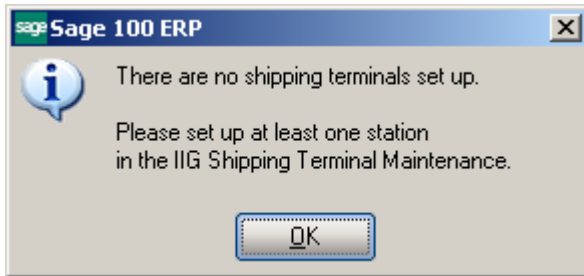 sage Sage 100 ERP
There are no shipping terminals set up.
Please set up at least one station
in the IIG Shipping Terminal Maintenance.
OK